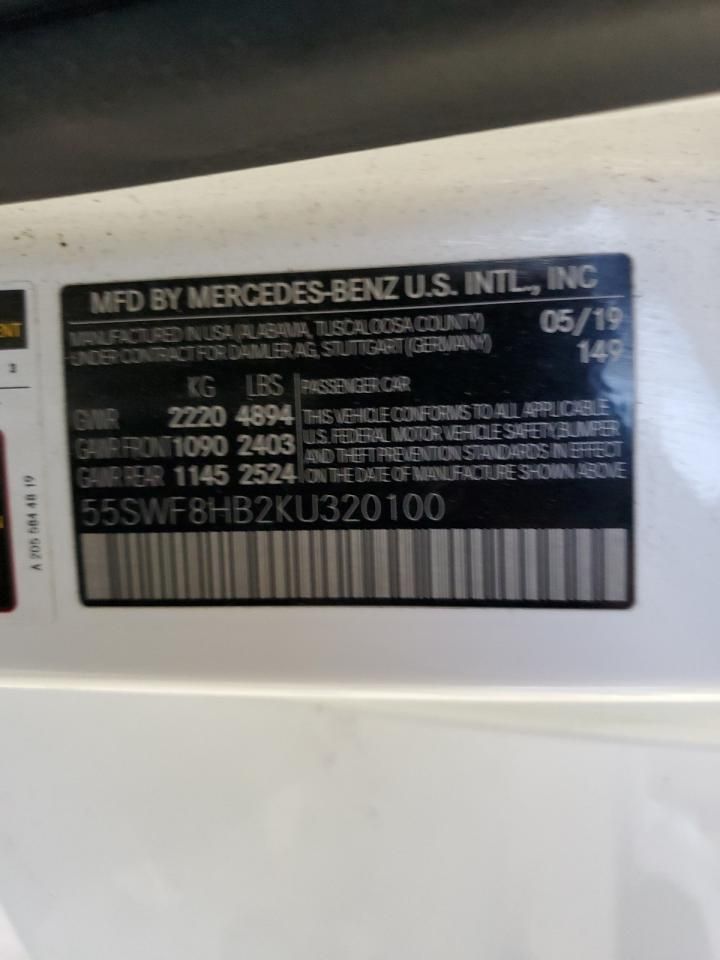 MFD BY MERCEDES-BENZ U.S. INTL., INC
MANUFACTURED IN USA (ALABAMA, TUSCALOOSA COUNTY) 05/19
UNDER CONTRACT FOR DAIMLER AG, STUTTGART (GERMANY) 149
KG LBS
GVWR 2220 4894
GAWR FRONT 1090 2403
GAWR REAR 1145 2524
PASSENGER CAR
THIS VEHICLE CONFORMS TO ALL APPLICABLE
U.S. FEDERAL MOTOR VEHICLE SAFETY, BUMPER
AND THEFT PREVENTION STANDARDS IN EFFECT
ON THE DATE OF MANUFACTURE SHOWN ABOVE
55SWF8HB2KU320100
3
A 205 584 48 19